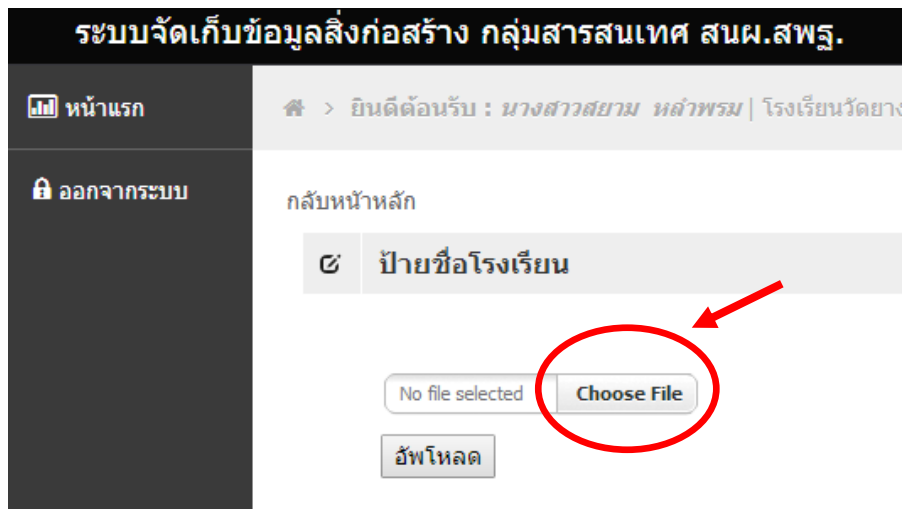 ระบบจัดเก็บข้อมูลสิ่งก่อสร้าง กลุ่มสารสนเทศ สนผ.สพฐ.
หน้าแรก
> ยินดีต้อนรับ : นางสาวสยาม หล่ำพรม | โรงเรียนวัดยาง
ออกจากระบบ
กลับหน้าหลัก
ป้ายชื่อโรงเรียน
No file selected Choose File
อัพโหลด